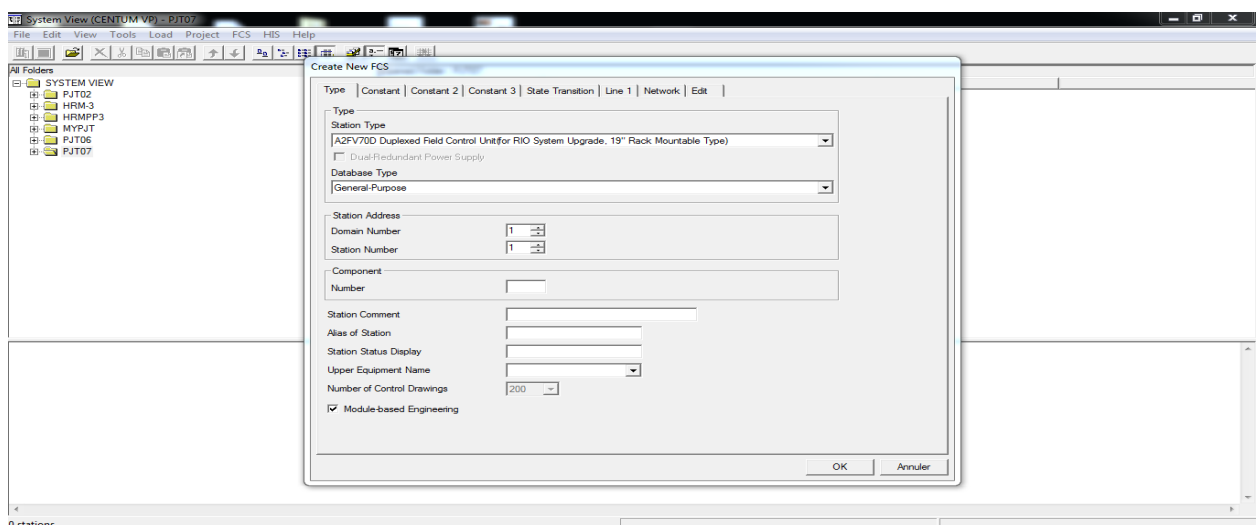 System View (CENTUM VP) - PJT07
File Edit View Tools Load Project FCS HIS Help
All Folders
SYSTEM VIEW
PJT02
HRM-3
HRMPP3
MYPJT
PJT06
PJT07
Create New FCS
Type Constant Constant 2 Constant 3 State Transition Line 1 Network Edit
Type
Station Type
A2FV70D Duplexed Field Control Unit(for RIO System Upgrade, 19" Rack Mountable Type)
Dual-Redundant Power Supply
Database Type
General-Purpose
Station Address
Domain Number 1
Station Number 1
Component
Number
Station Comment
Alias of Station
Station Status Display
Upper Equipment Name
Number of Control Drawings 200
Module-based Engineering
OK Annuler
0 stations